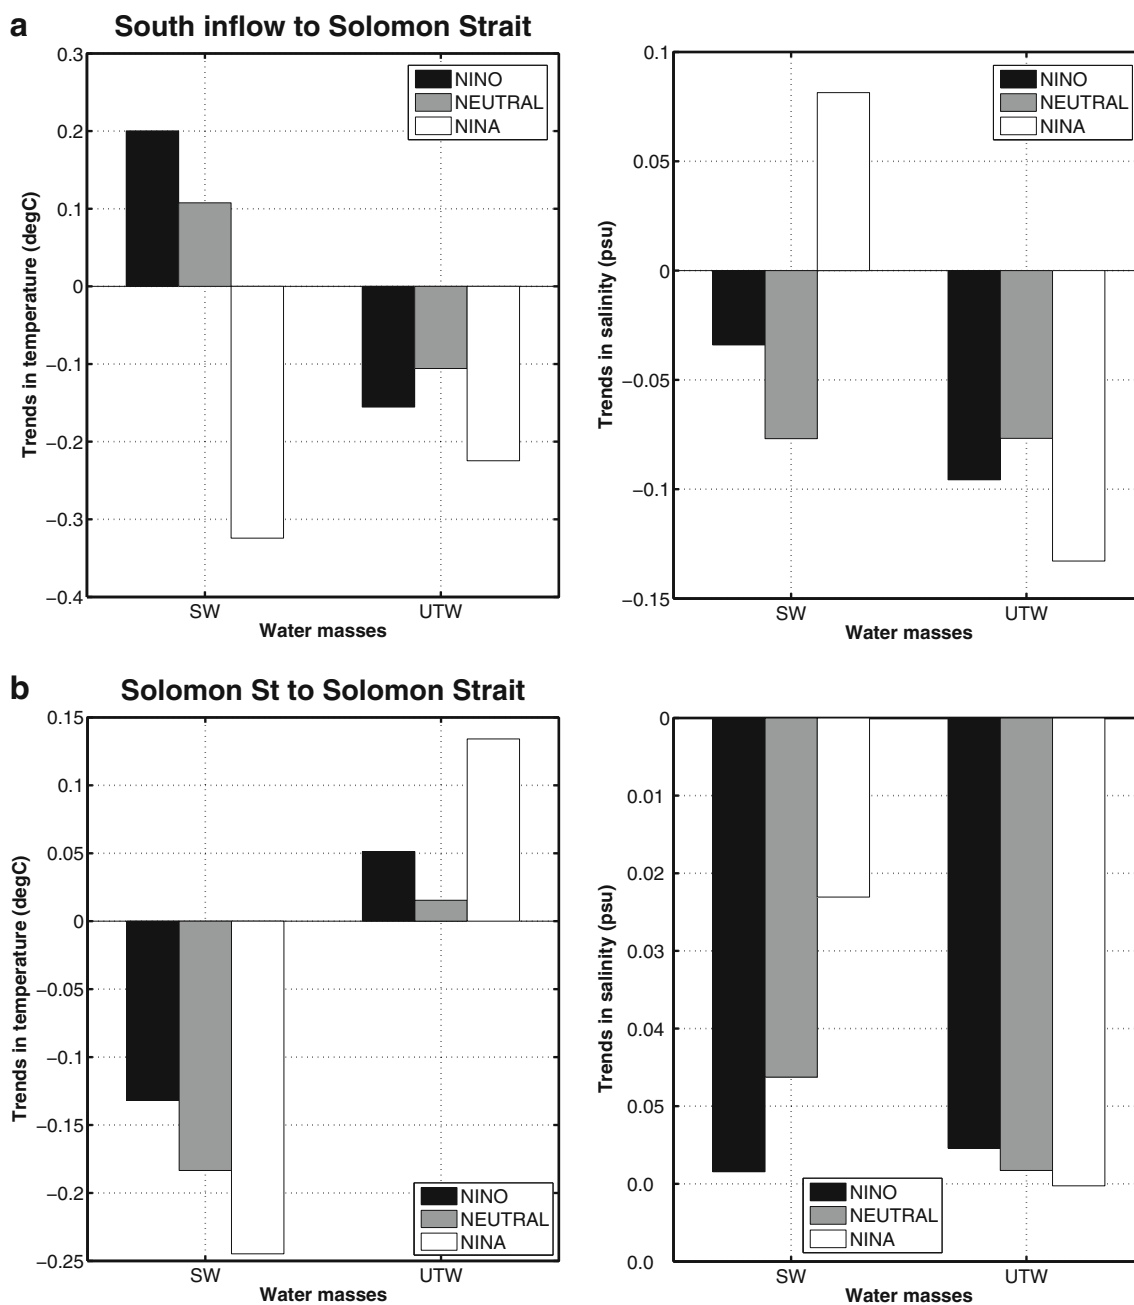 a South inflow to Solomon Strait
0.3
0.2
0.1
0
−0.1
−0.2
−0.3
−0.4
Trends in temperature (degC)
NINO
NEUTRAL
NINA
SW UTW
Water masses
0.1
0.05
0
−0.05
−0.1
−0.15
Trends in salinity (psu)
NINO
NEUTRAL
NINA
SW UTW
Water masses
b Solomon St to Solomon Strait
0.15
0.1
0.05
0
−0.05
−0.1
−0.15
−0.2
−0.25
Trends in temperature (degC)
NINO
NEUTRAL
NINA
SW UTW
Water masses
0
0.01
0.02
0.03
0.04
0.05
0.0
0.0
Trends in salinity (psu)
NINO
NEUTRAL
NINA
SW UTW
Water masses